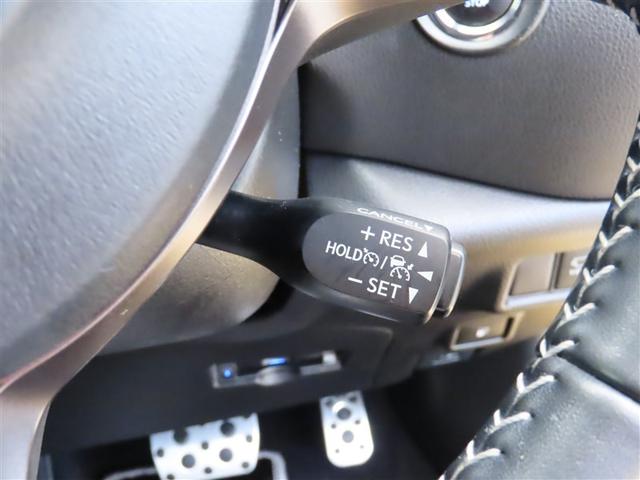 STOP
CANCEL
+ RES
HOLD /
− SET